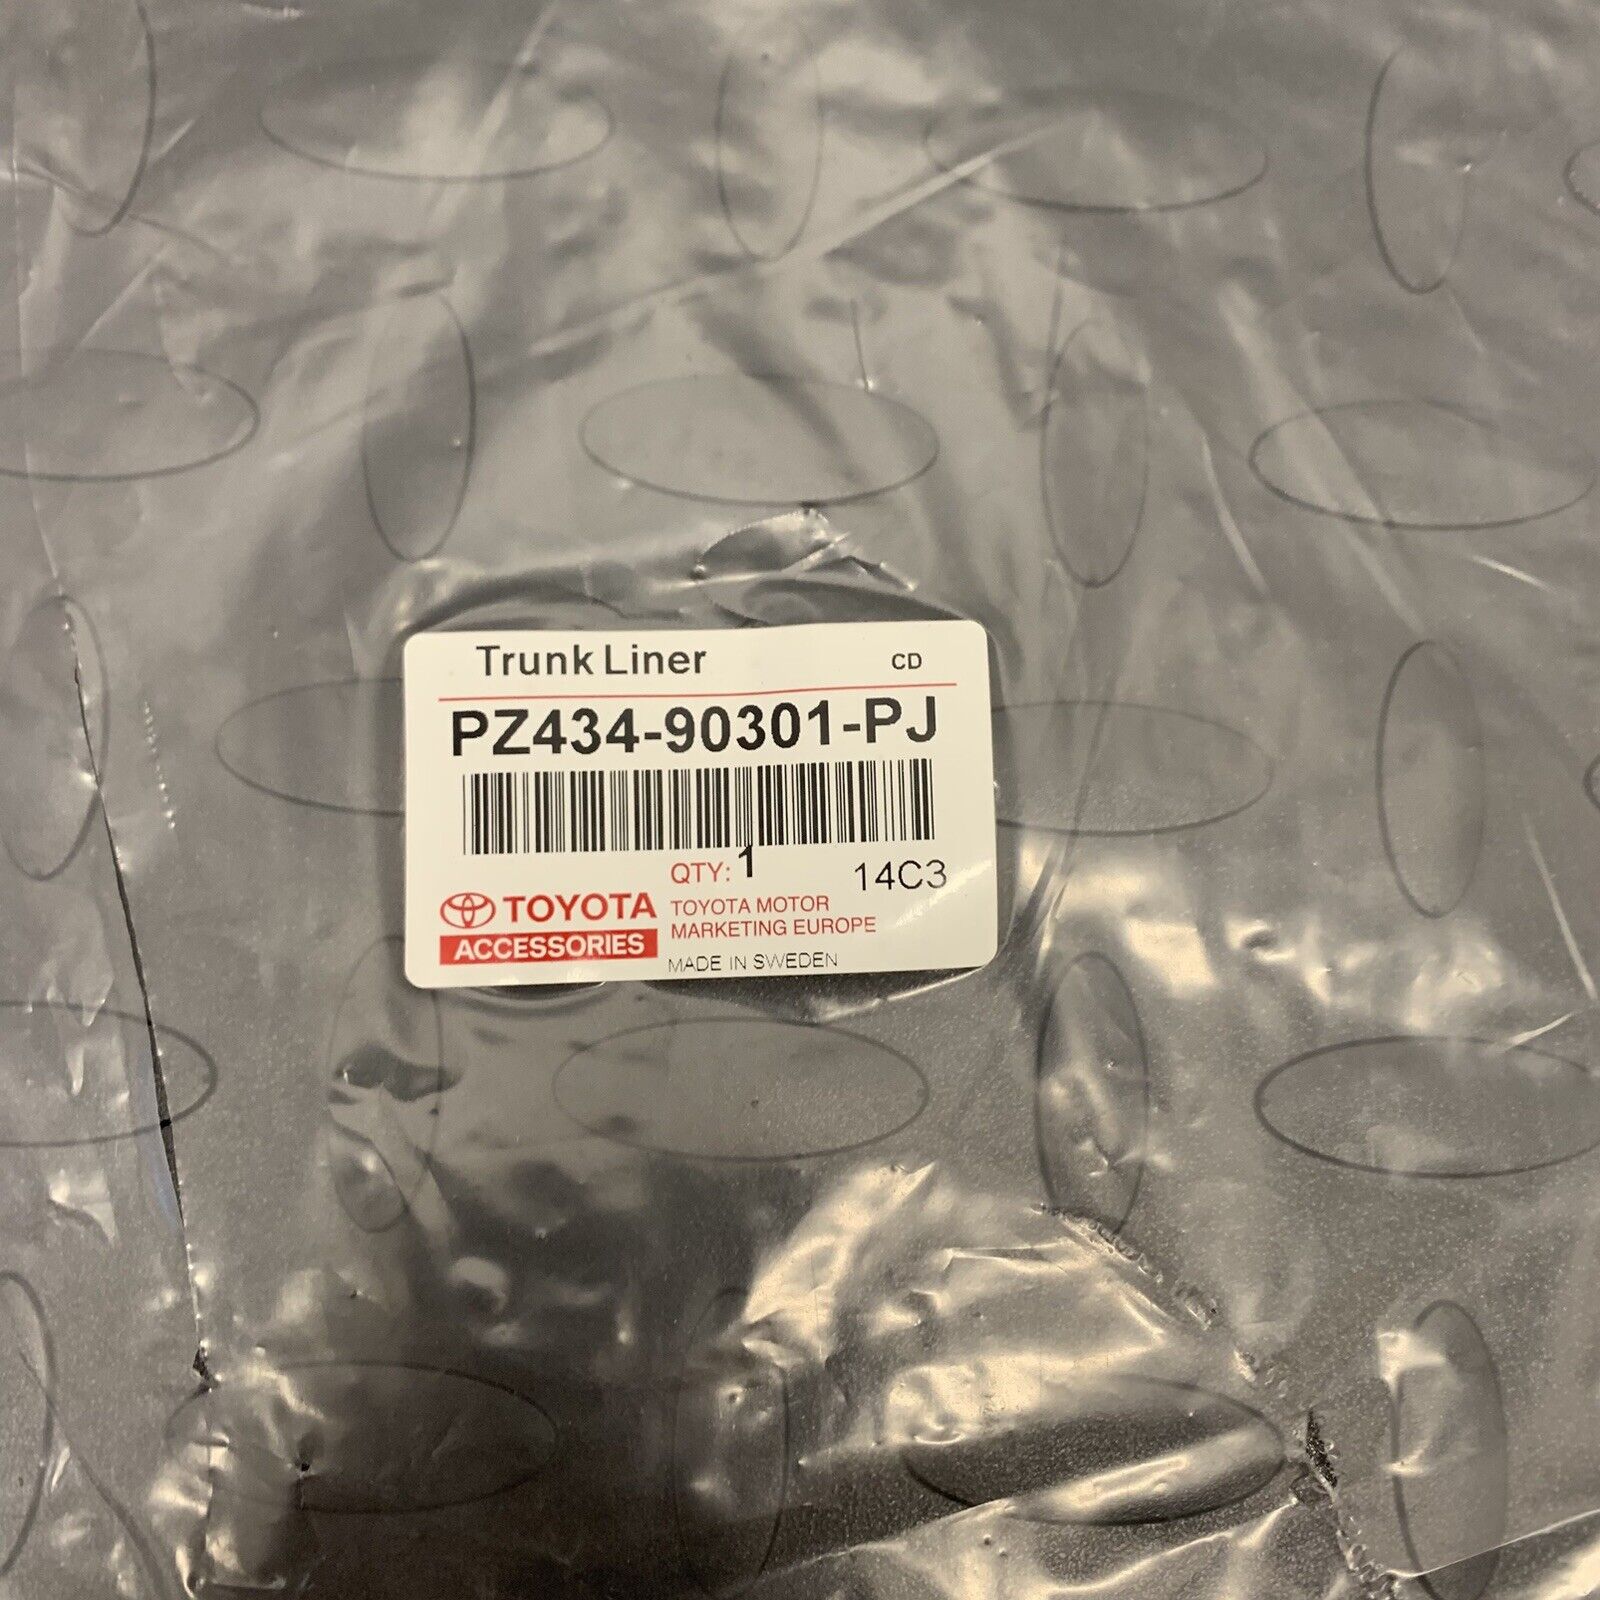 Trunk Liner CD
PZ434-90301-PJ
QTY: 1 14C3
TOYOTA
ACCESSORIES
TOYOTA MOTOR
MARKETING EUROPE
MADE IN SWEDEN